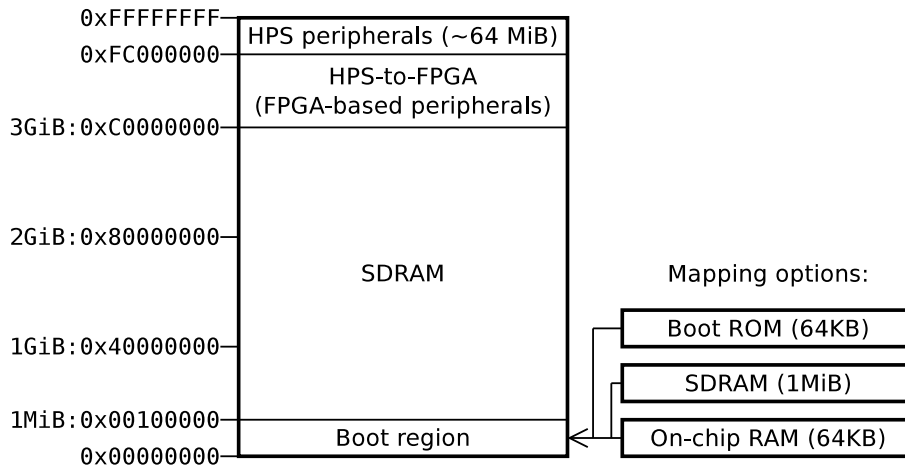 0xFFFFFFFF
HPS peripherals (~64 MiB)
0xFC000000
HPS-to-FPGA
(FPGA-based peripherals)
3GiB:0xC0000000
2GiB:0x80000000
SDRAM
Mapping options:
Boot ROM (64KB)
1GiB:0x40000000
SDRAM (1MiB)
1MiB:0x00100000
Boot region
On-chip RAM (64KB)
0x00000000